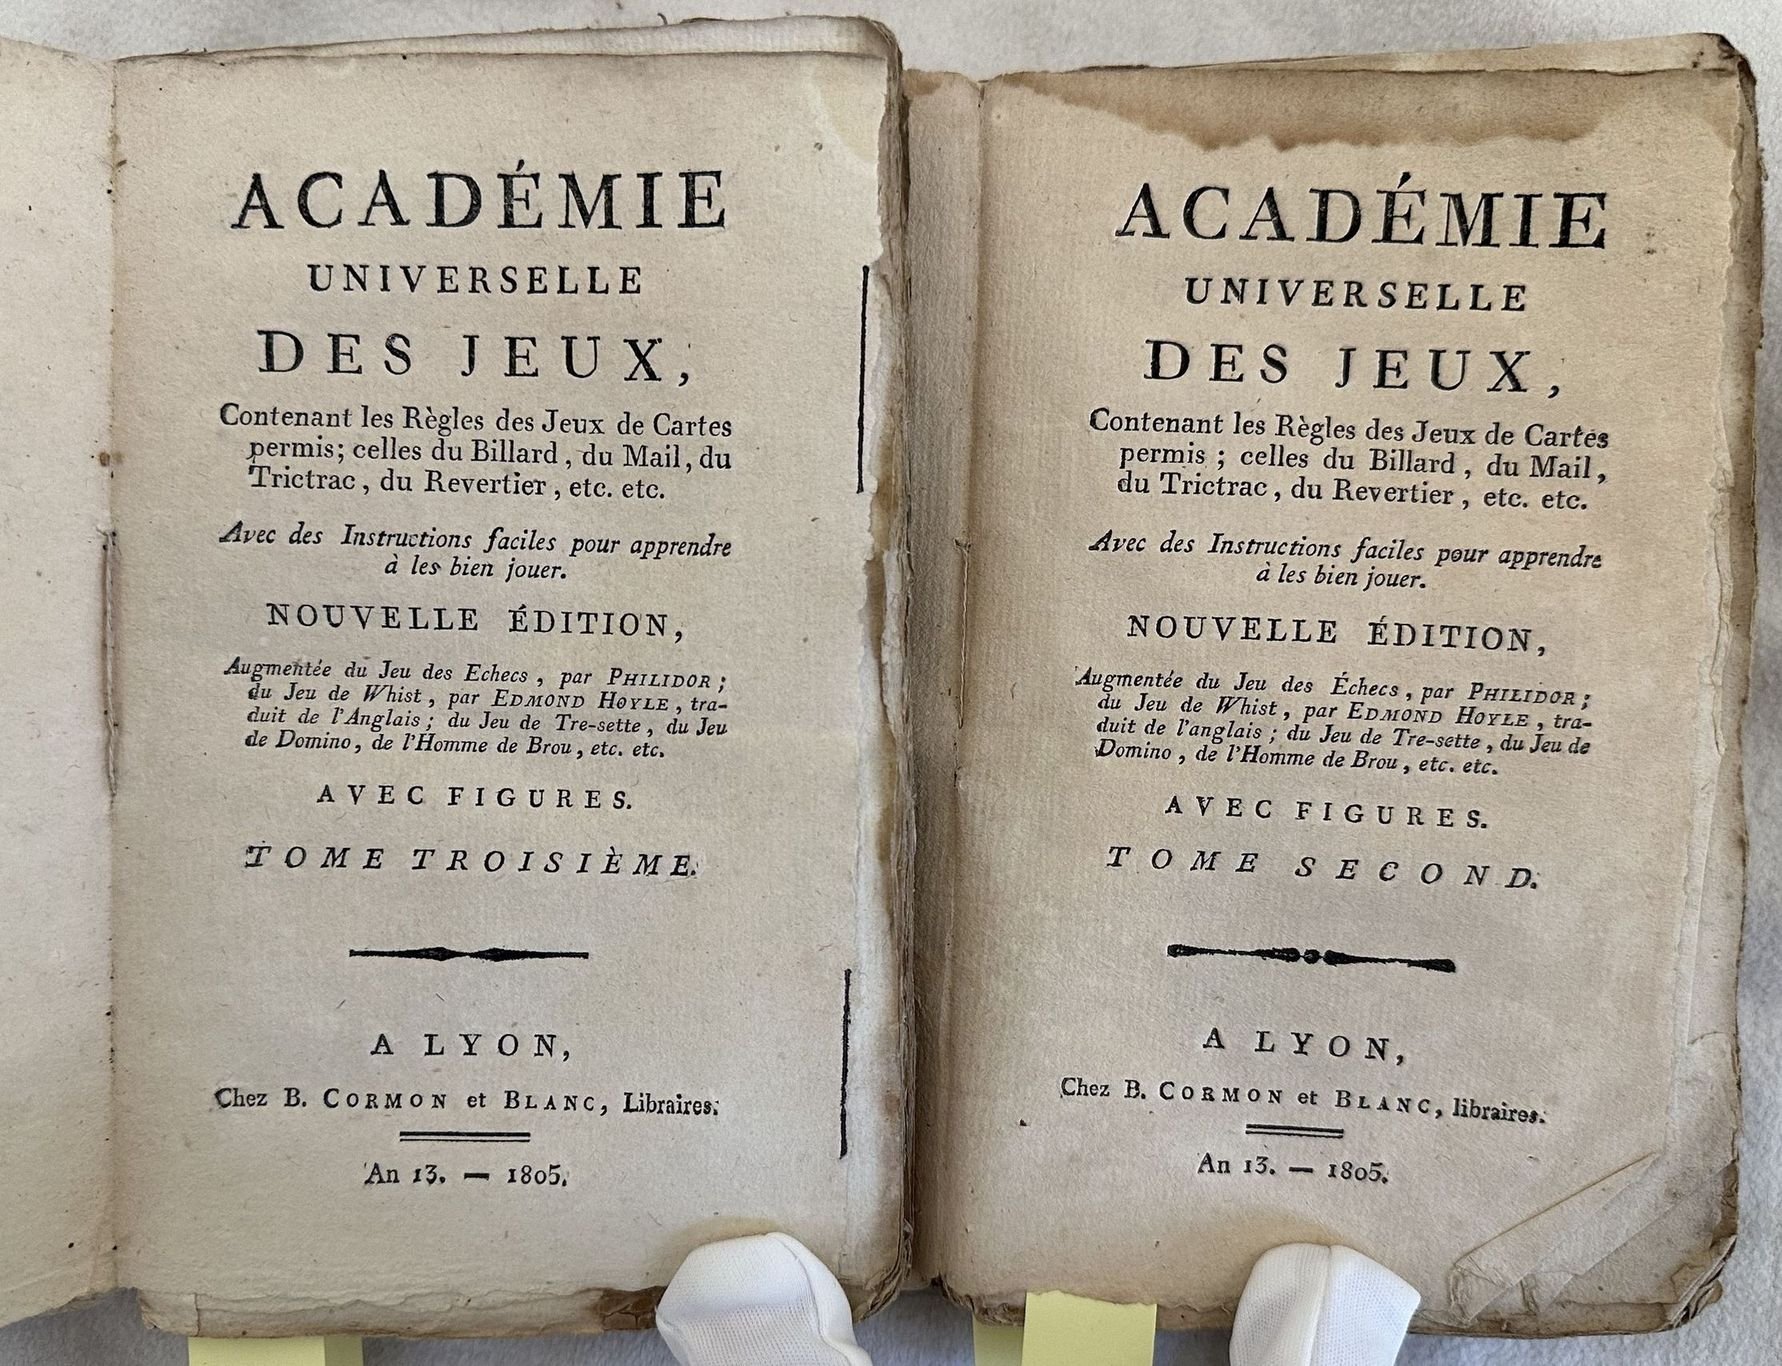 ACADÉMIE
UNIVERSELLE
DES JEUX,
Contenant les Règles des Jeux de Cartes
permis; celles du Billard, du Mail, du
Trictrac, du Revertier, etc. etc.
Avec des Instructions faciles pour apprendre
à les bien jouer.
NOUVELLE ÉDITION,
Augmentée du Jeu des Echecs, par PHILIDOR;
du Jeu de Whist, par EDMOND HOYLE, tra-
duit de l'Anglais; du Jeu de Tre-sette, du Jeu
de Domino, de l'Homme de Brou, etc. etc.
AVEC FIGURES.
TOME TROISIÈME.
A LYON,
Chez B. CORMON et BLANC, Libraires.
An 13. — 1805.
ACADÉMIE
UNIVERSELLE
DES JEUX,
Contenant les Règles des Jeux de Cartes
permis ; celles du Billard, du Mail,
du Trictrac, du Revertier, etc. etc.
Avec des Instructions faciles pour apprendre
à les bien jouer.
NOUVELLE ÉDITION,
Augmentée du Jeu des Échecs, par PHILIDOR;
du Jeu de Whist, par EDMOND HOYLE, tra-
duit de l'anglais; du Jeu de Tre-sette, du Jeu de
Domino, de l'Homme de Brou, etc. etc.
AVEC FIGURES.
TOME SECOND.
A LYON,
Chez B. CORMON et BLANC, libraires.
An 13. — 1805.